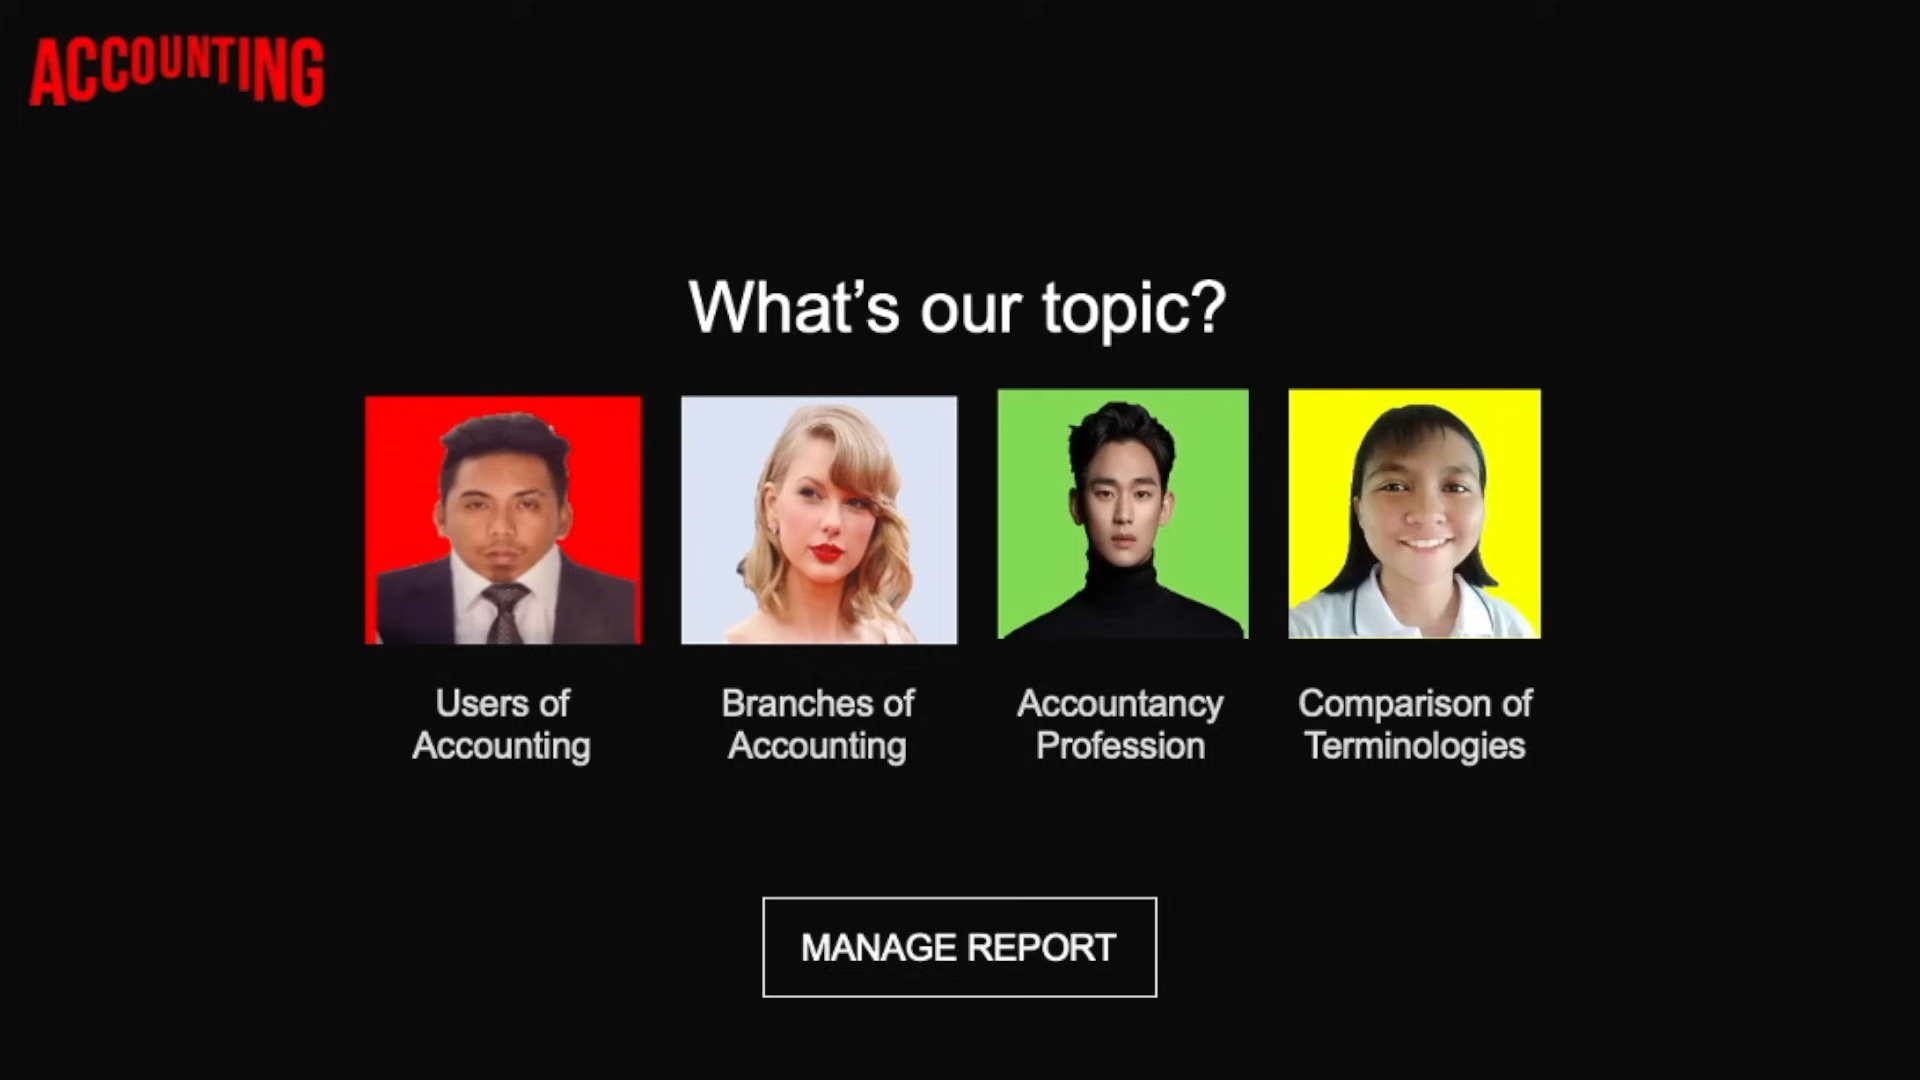 ACCOUNTING
What’s our topic?
Users of
Accounting
Branches of
Accounting
Accountancy
Profession
Comparison of
Terminologies
MANAGE REPORT